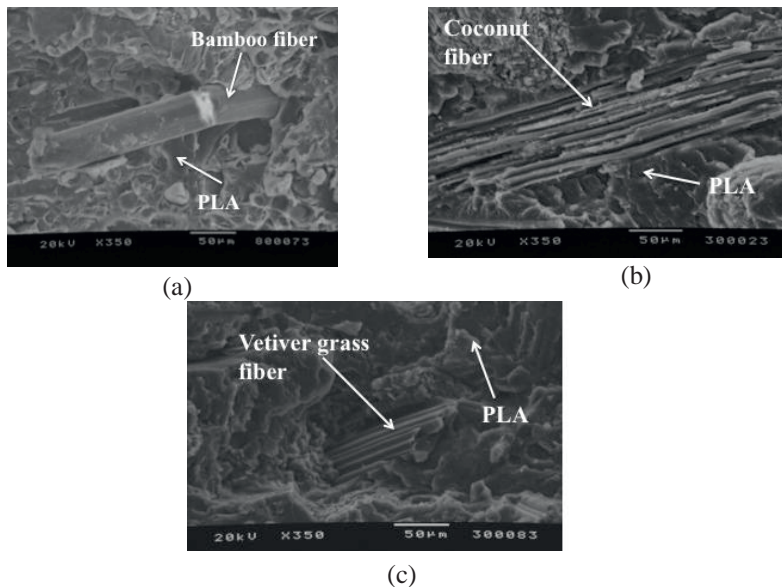 Bamboo fiber
PLA
20kV X350 50µm 800073
(a)
Coconut
fiber
PLA
20kV X350 50µm 300023
(b)
Vetiver grass
fiber
PLA
20kV X350 50µm 300083
(c)